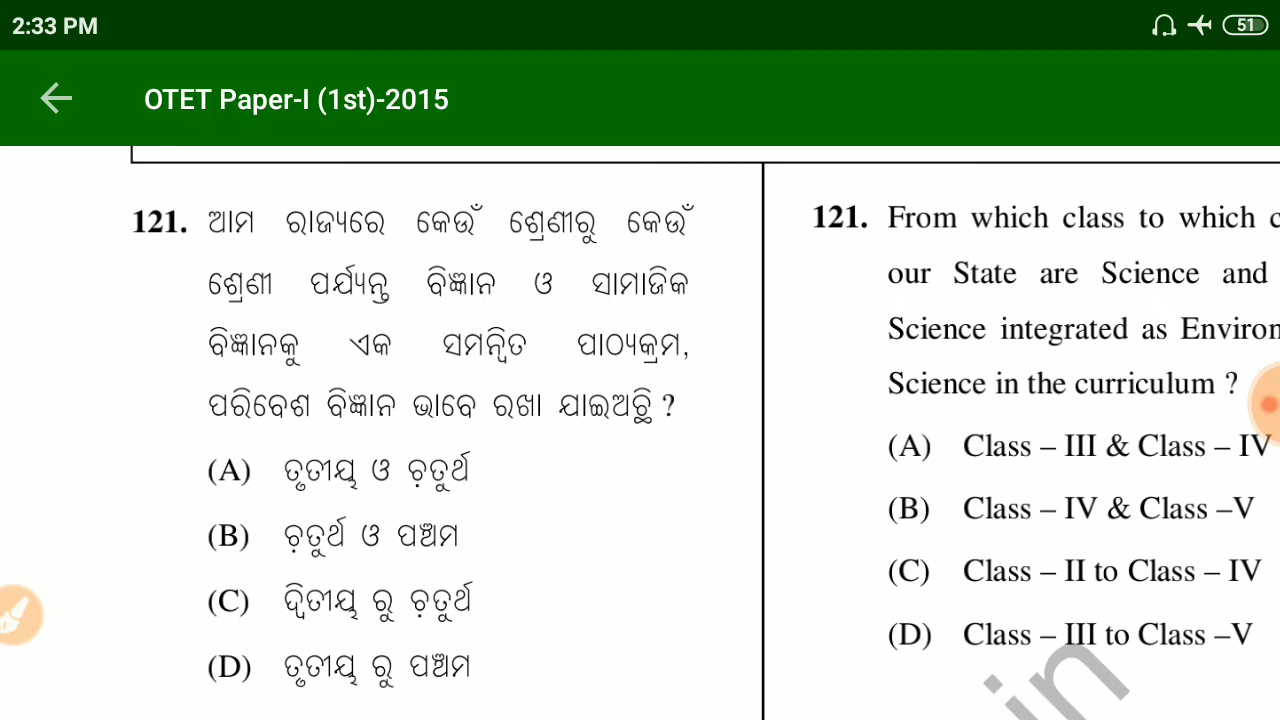 2:33 PM
51
OTET Paper-I (1st)-2015
121. ଆମ ରାଜ୍ୟରେ କେଉଁ ଶ୍ରେଣୀରୁ କେଉଁ
ଶ୍ରେଣୀ ପର୍ଯ୍ୟନ୍ତ ବିଜ୍ଞାନ ଓ ସାମାଜିକ
ବିଜ୍ଞାନକୁ ଏକ ସମନ୍ୱିତ ପାଠ୍ୟକ୍ରମ,
ପରିବେଶ ବିଜ୍ଞାନ ଭାବେ ରଖା ଯାଇଅଛି ?
(A) ତୃତୀୟ ଓ ଚତୁର୍ଥ
(B) ଚତୁର୍ଥ ଓ ପଞ୍ଚମ
(C) ଦ୍ୱିତୀୟ ରୁ ଚତୁର୍ଥ
(D) ତୃତୀୟ ରୁ ପଞ୍ଚମ
121. From which class to which
our State are Science and
Science integrated as Environ
Science in the curriculum ?
(A) Class – III & Class – IV
(B) Class – IV & Class –V
(C) Class – II to Class – IV
(D) Class – III to Class –V
in